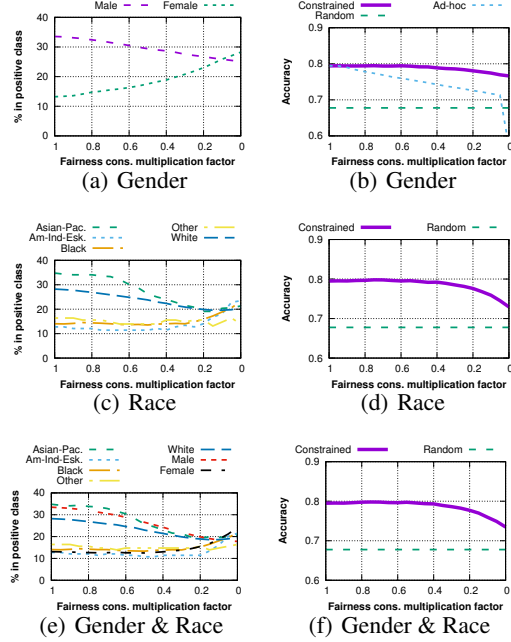 Male Female
% in positive class
40
30
20
10
0
1 0.8 0.6 0.4 0.2 0
Fairness cons. multiplication factor
(a) Gender
Constrained Ad-hoc
Random
Accuracy
0.9
0.8
0.7
0.6
1 0.8 0.6 0.4 0.2 0
Fairness cons. multiplication factor
(b) Gender
Asian-Pac. Other
Am-Ind-Esk. White
Black
% in positive class
40
30
20
10
0
1 0.8 0.6 0.4 0.2 0
Fairness cons. multiplication factor
(c) Race
Constrained Random
Accuracy
0.9
0.8
0.7
0.6
1 0.8 0.6 0.4 0.2 0
Fairness cons. multiplication factor
(d) Race
Asian-Pac. White
Am-Ind-Esk. Male
Black Female
Other
% in positive class
40
30
20
10
0
1 0.8 0.6 0.4 0.2 0
Fairness cons. multiplication factor
(e) Gender & Race
Constrained Random
Accuracy
0.9
0.8
0.7
0.6
1 0.8 0.6 0.4 0.2 0
Fairness cons. multiplication factor
(f) Gender & Race